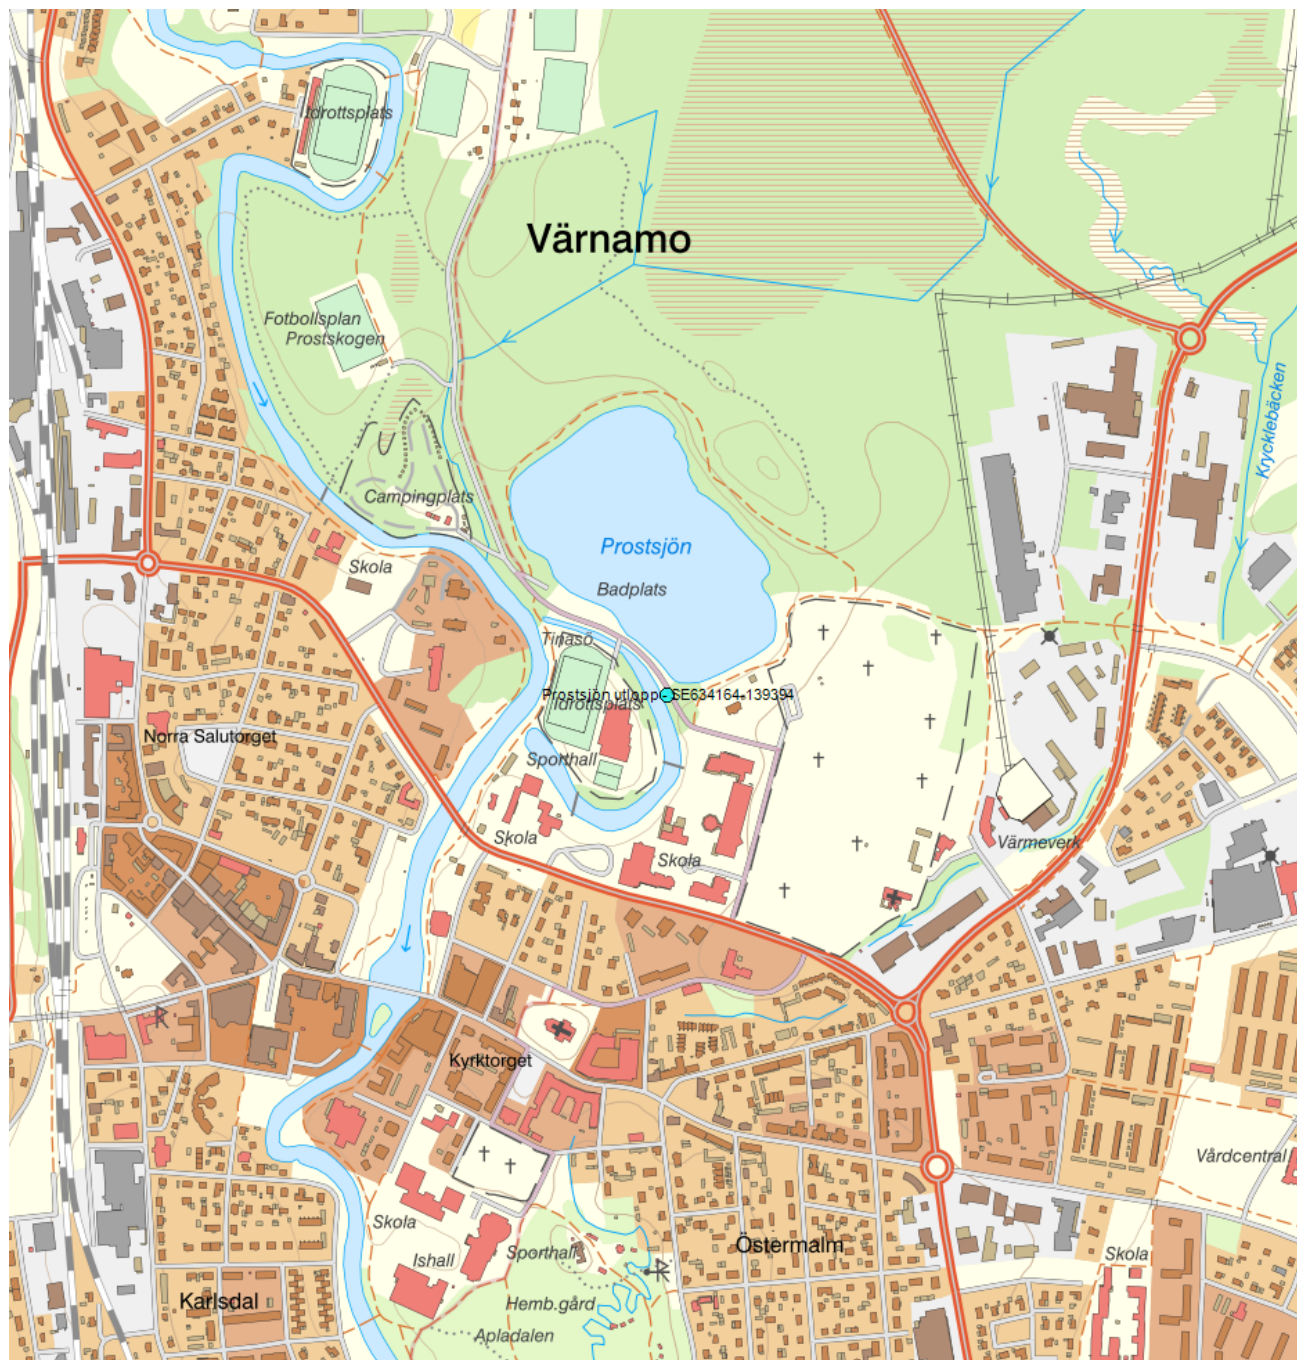 Idrottsplats
Värnamo
Fotbollsplan
Prostskogen
Krycklebäcken
Campingplats
Prostsjön
Skola
Badplats
Tinasö
Prostsjön utlopp - SE634164-139394
Idrottsplats
Norra Salutorget
Sporthall
Skola
Skola
Värmeverk
Kyrktorget
Vårdcentral
Skola
Östermalm
Sporthall
Ishall
Skola
Karlsdal
Hemb.gård
Apladalen